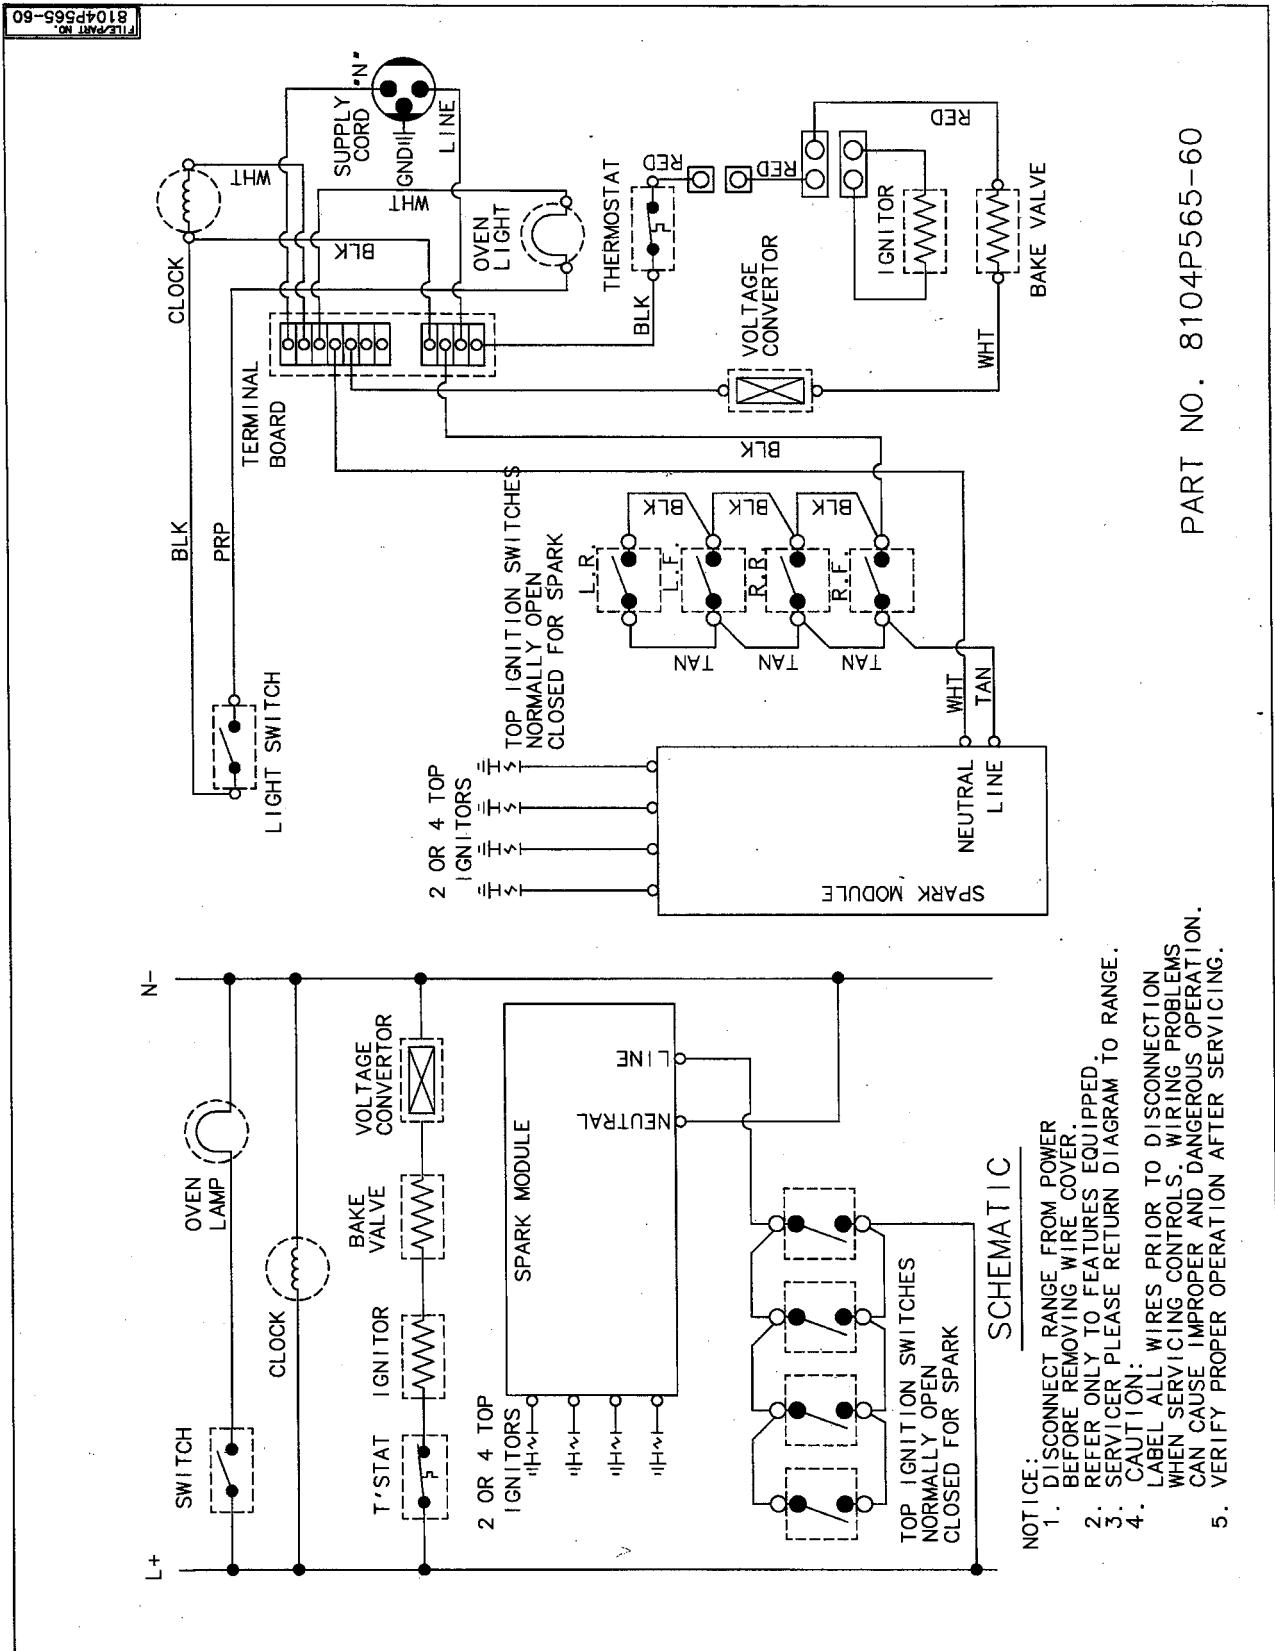 FILE/PART NO.
8104P565-60
CLOCK
WHT
SUPPLY
CORD
"N"
GND
LINE
WHT
BLK
OVEN
LIGHT
THERMOSTAT
RED
RED
RED
IGNITOR
BAKE VALVE
BLK
VOLTAGE
CONVERTOR
WHT
TERMINAL
BOARD
BLK
PRP
BLK
LIGHT SWITCH
TOP IGNITION SWITCHES
NORMALLY OPEN
CLOSED FOR SPARK
L.R.
L.F.
R.R.
R.F.
BLK
BLK
BLK
TAN
TAN
TAN
WHT
TAN
2 OR 4 TOP
IGNITORS
NEUTRAL
LINE
SPARK MODULE
PART NO. 8104P565-60
N-
L+
OVEN
LAMP
SWITCH
CLOCK
VOLTAGE
CONVERTOR
BAKE
VALVE
IGNITOR
T'STAT
SPARK MODULE
LINE
NEUTRAL
2 OR 4 TOP
IGNITORS
TOP IGNITION SWITCHES
NORMALLY OPEN
CLOSED FOR SPARK
SCHEMATIC
NOTICE:
1. DISCONNECT RANGE FROM POWER
BEFORE REMOVING WIRE COVER.
2. REFER ONLY TO FEATURES EQUIPPED.
3. SERVICER PLEASE RETURN DIAGRAM TO RANGE.
4. CAUTION:
LABEL ALL WIRES PRIOR TO DISCONNECTION
WHEN SERVICING CONTROLS. WIRING PROBLEMS
CAN CAUSE IMPROPER AND DANGEROUS OPERATION.
5. VERIFY PROPER OPERATION AFTER SERVICING.